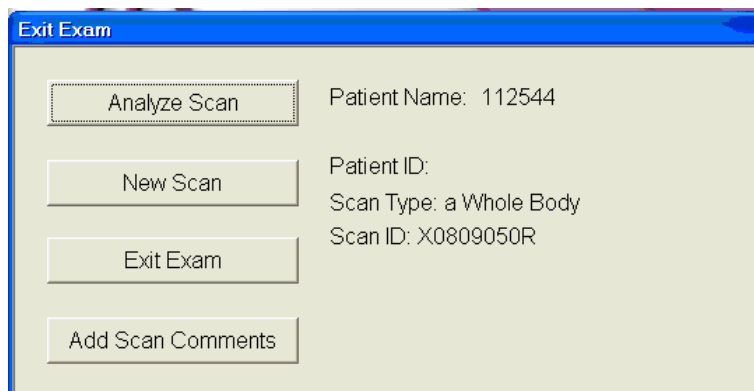 Exit Exam
Analyze Scan
Patient Name: 112544
New Scan
Patient ID:
Scan Type: a Whole Body
Scan ID: X0809050R
Exit Exam
Add Scan Comments